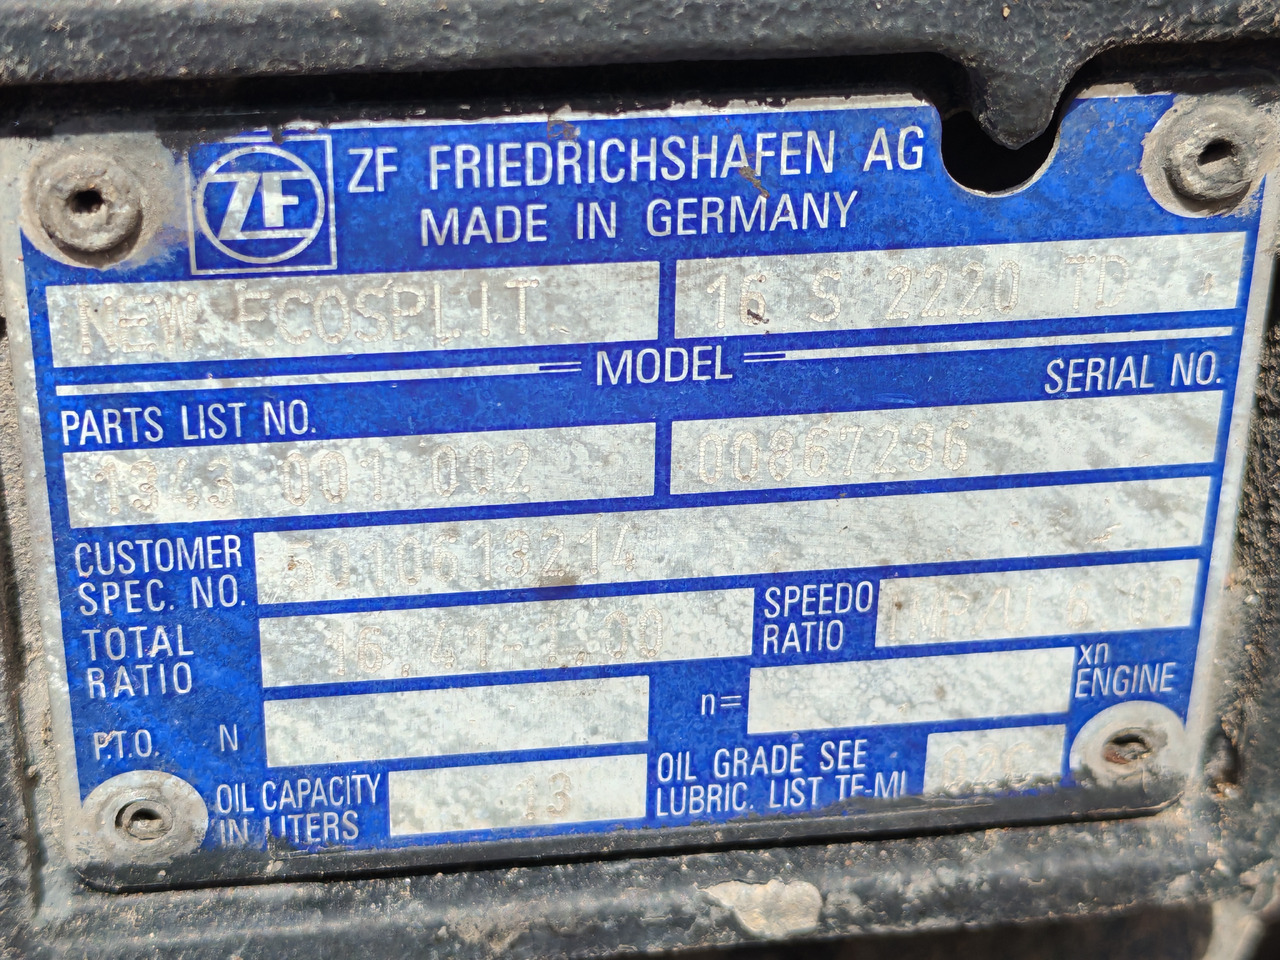 ZF
ZF FRIEDRICHSHAFEN AG
MADE IN GERMANY
NEW ECOSPLIT 16 S 2220 TD
MODEL
PARTS LIST NO. SERIAL NO.
1343 001 002 00867236
CUSTOMER SPEC. NO. 5010613214
TOTAL RATIO 16,41-1.00 SPEEDO RATIO
P.T.O. N n= xn ENGINE
OIL CAPACITY IN LITERS 13 OIL GRADE SEE LUBRIC. LIST TE-ML 02C